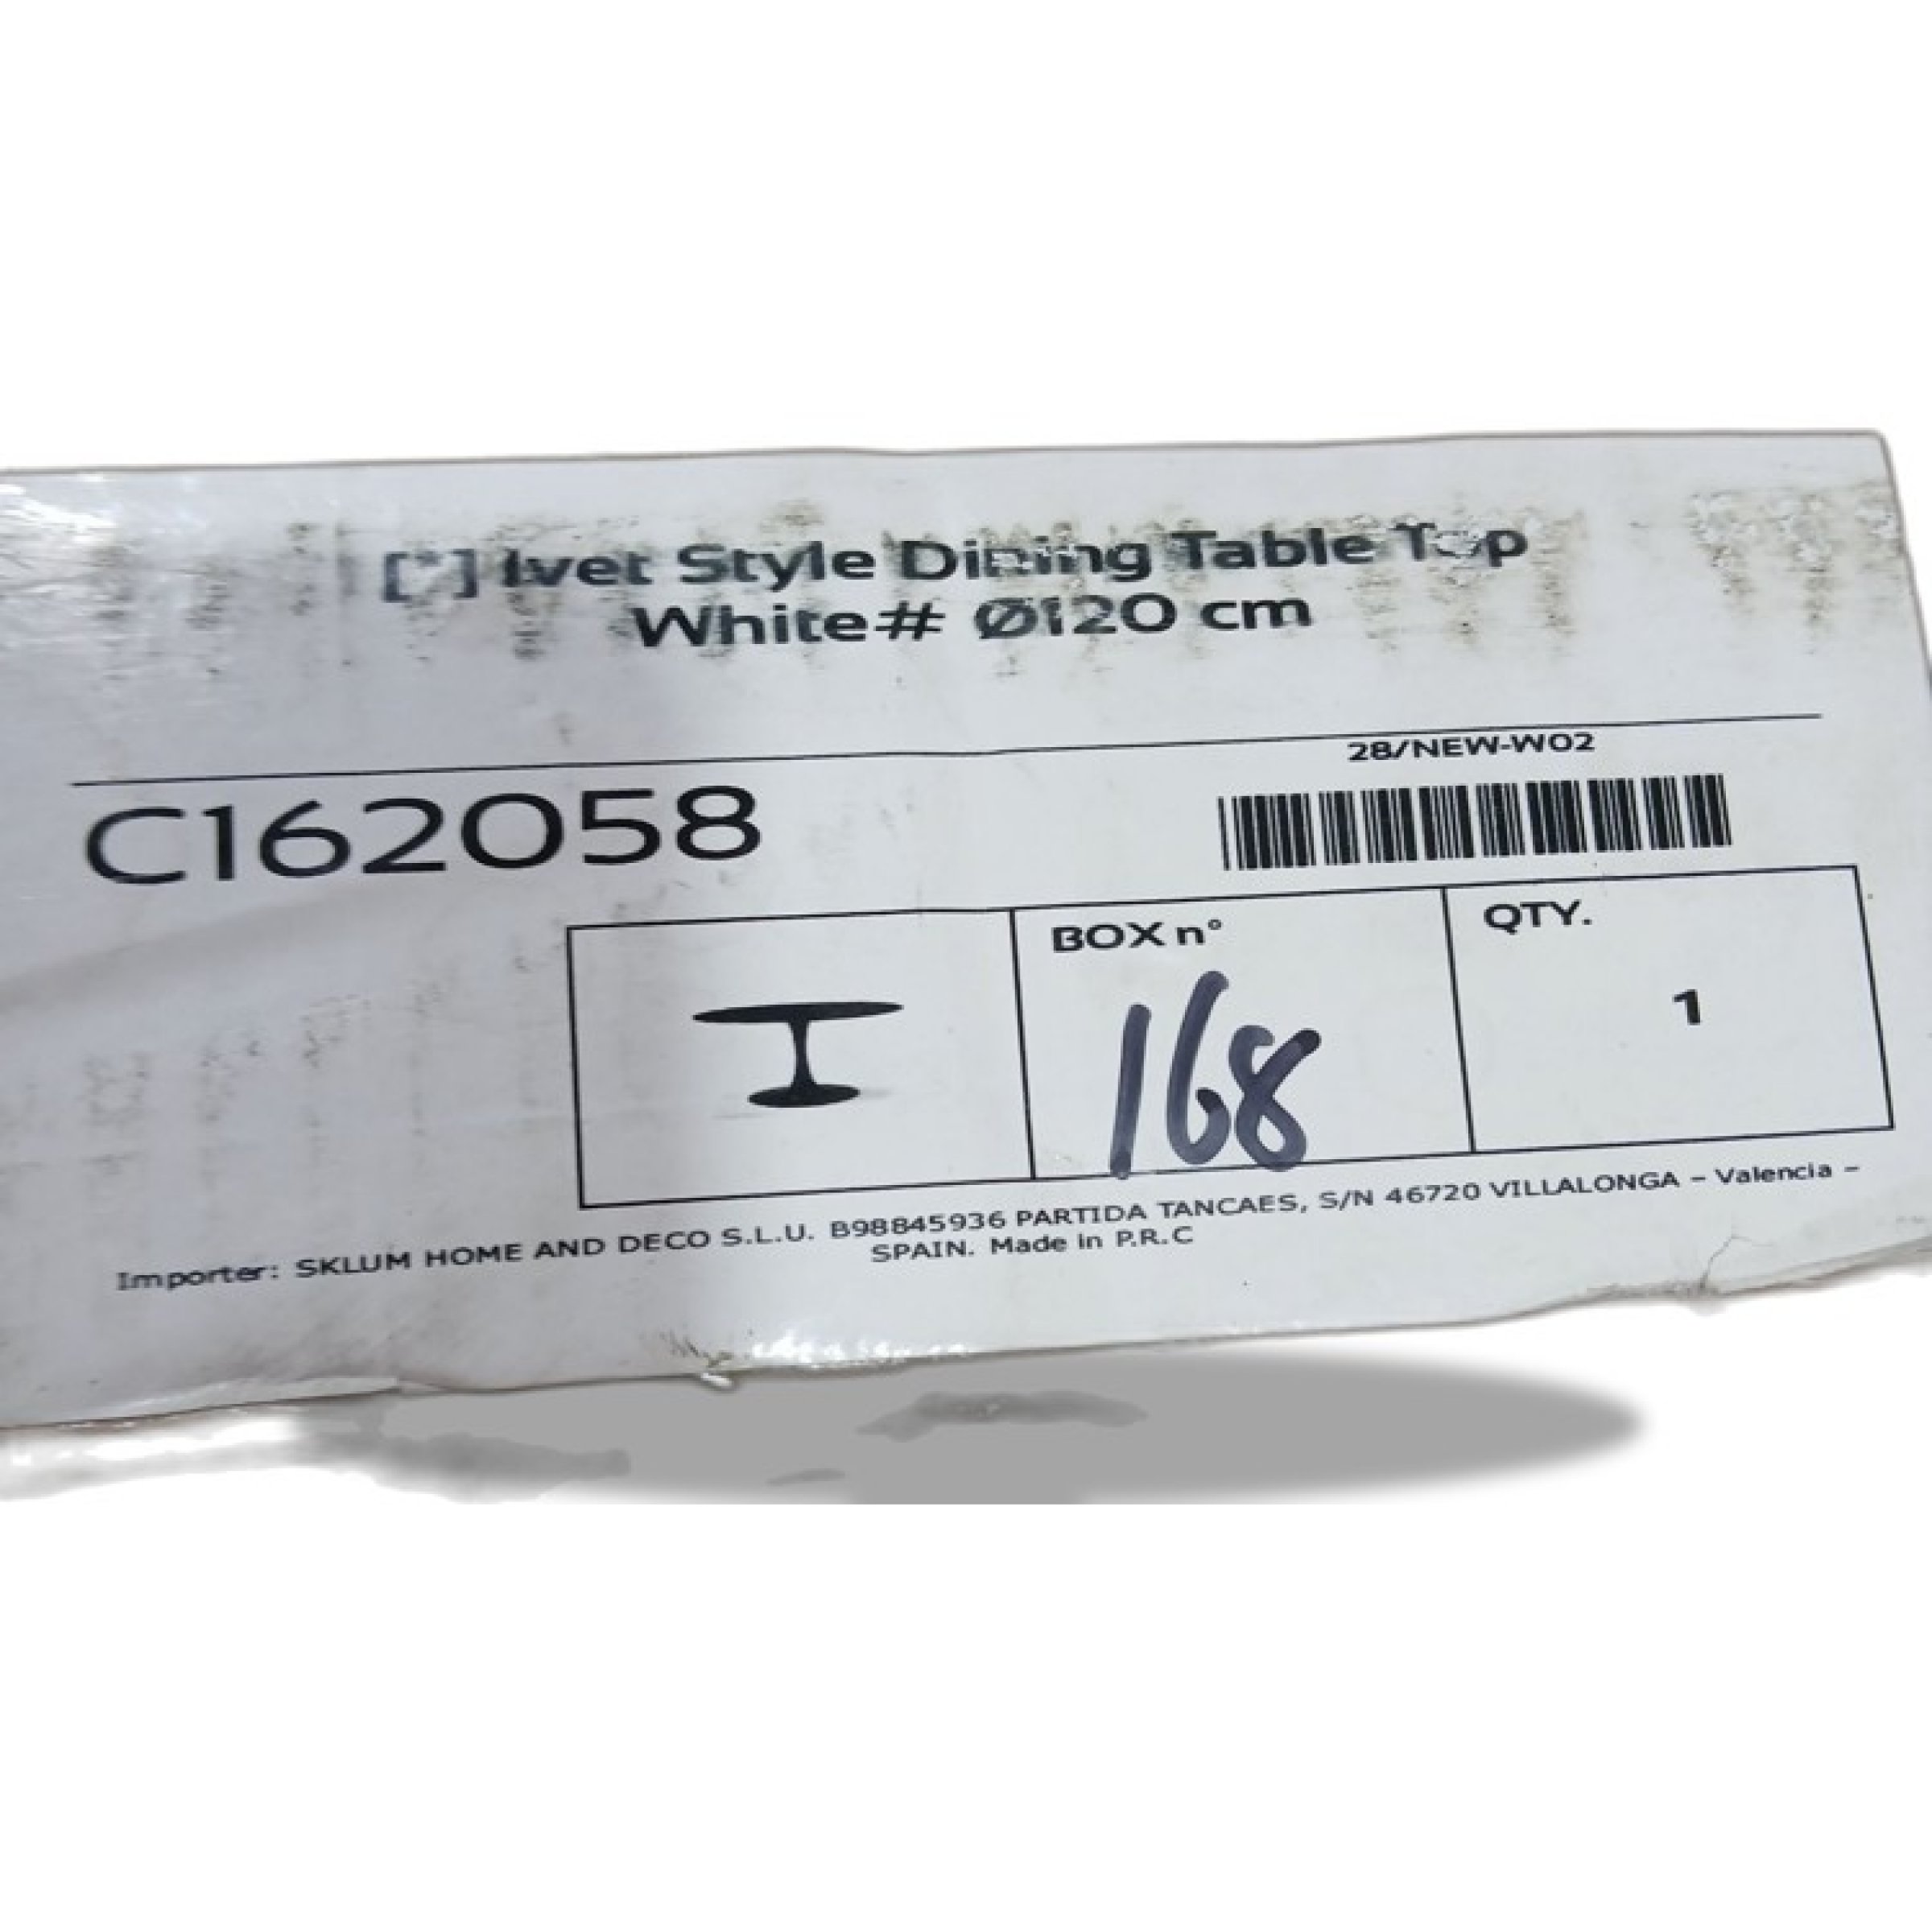 [*] Ivet Style Dining Table Top
White# Ø120 cm
28/NEW-W02
C162058
BOX n°
QTY.
168
1
Importer: SKLUM HOME AND DECO S.L.U. B98845936 PARTIDA TANCAES, S/N 46720 VILLALONGA – Valencia –
SPAIN. Made in P.R.C